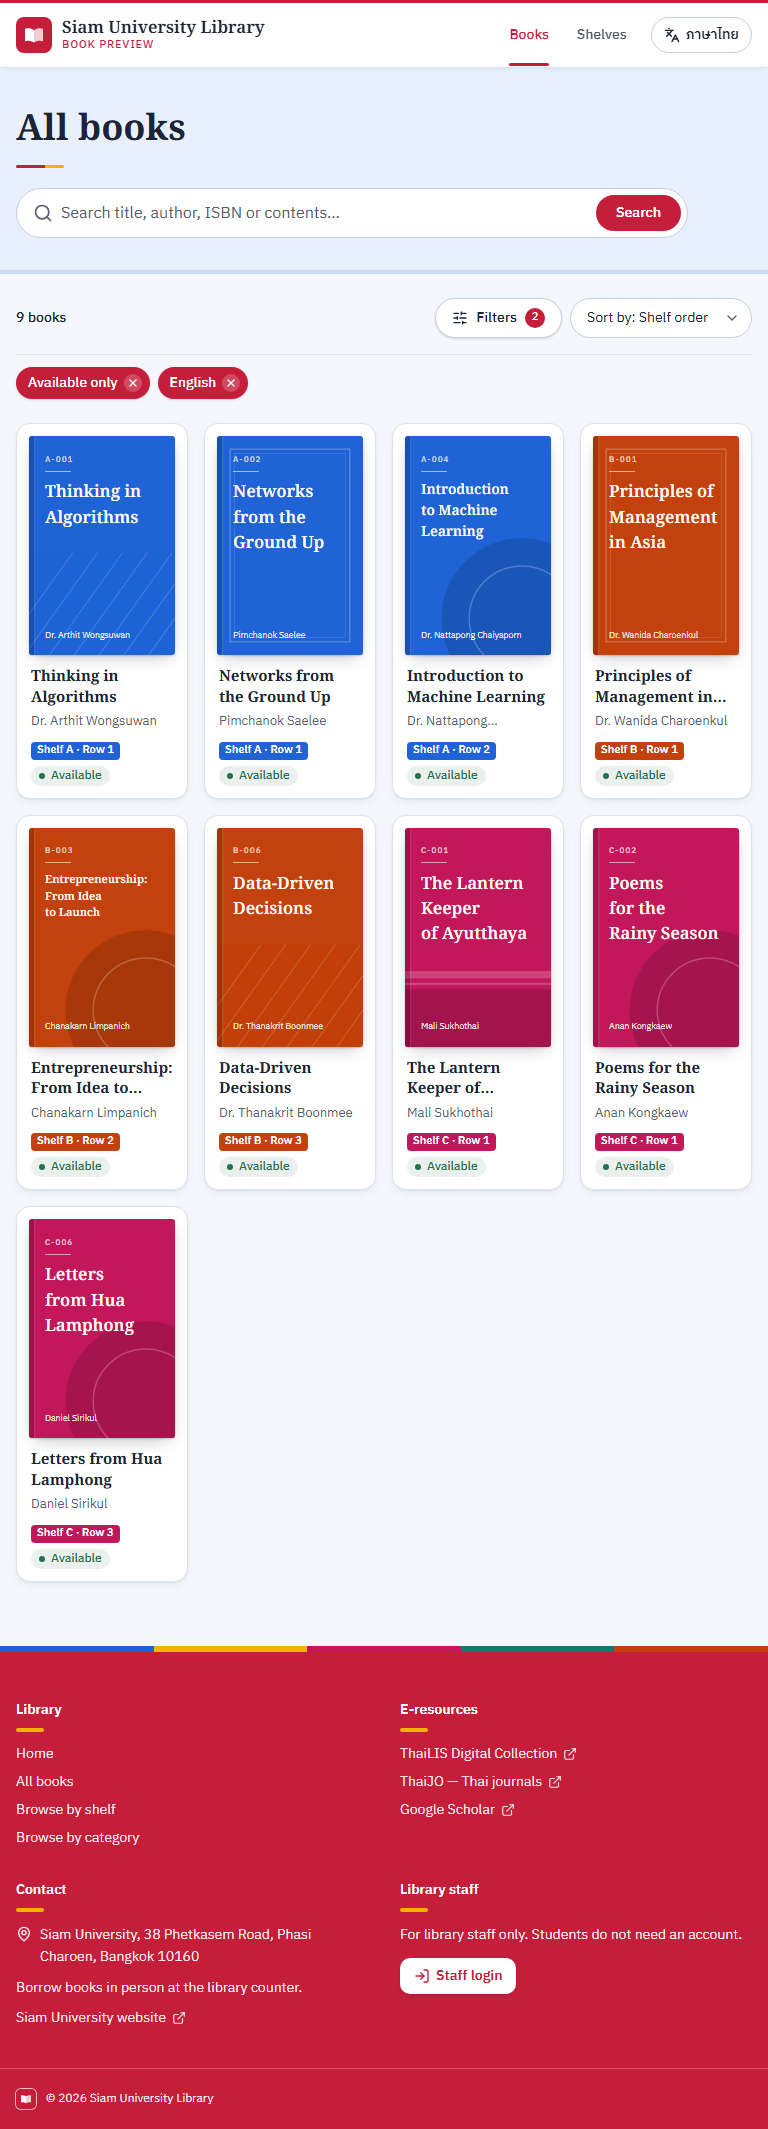 Siam University Library
BOOK PREVIEW
Books
Shelves
ภาษาไทย
All books
Search title, author, ISBN or contents...
Search
9 books
Filters 2
Sort by: Shelf order
Available only
English
A-001
Thinking in
Algorithms
Dr. Arthit Wongsuwan
Thinking in
Algorithms
Dr. Arthit Wongsuwan
Shelf A · Row 1
Available
A-002
Networks
from the
Ground Up
Pimchanok Saelee
Networks from
the Ground Up
Pimchanok Saelee
Shelf A · Row 1
Available
A-004
Introduction
to Machine
Learning
Dr. Nattapong Chaiyaporn
Introduction to
Machine Learning
Dr. Nattapong...
Shelf A · Row 2
Available
B-001
Principles of
Management
in Asia
Dr. Wanida Charoenkul
Principles of
Management in...
Dr. Wanida Charoenkul
Shelf B · Row 1
Available
B-003
Entrepreneurship:
From Idea
to Launch
Chanakarn Limpanich
Entrepreneurship:
From Idea to...
Chanakarn Limpanich
Shelf B · Row 2
Available
B-006
Data-Driven
Decisions
Dr. Thanakrit Boonmee
Data-Driven
Decisions
Dr. Thanakrit Boonmee
Shelf B · Row 3
Available
C-001
The Lantern
Keeper
of Ayutthaya
Mali Sukhothai
The Lantern
Keeper of...
Mali Sukhothai
Shelf C · Row 1
Available
C-002
Poems
for the
Rainy Season
Anan Kongkaew
Poems for the
Rainy Season
Anan Kongkaew
Shelf C · Row 1
Available
C-006
Letters
from Hua
Lamphong
Daniel Sirikul
Letters from Hua
Lamphong
Daniel Sirikul
Shelf C · Row 3
Available
Library
Home
All books
Browse by shelf
Browse by category
E-resources
ThaiLIS Digital Collection
ThaiJO — Thai journals
Google Scholar
Contact
Siam University, 38 Phetkasem Road, Phasi
Charoen, Bangkok 10160
Borrow books in person at the library counter.
Siam University website
Library staff
For library staff only. Students do not need an account.
Staff login
© 2026 Siam University Library